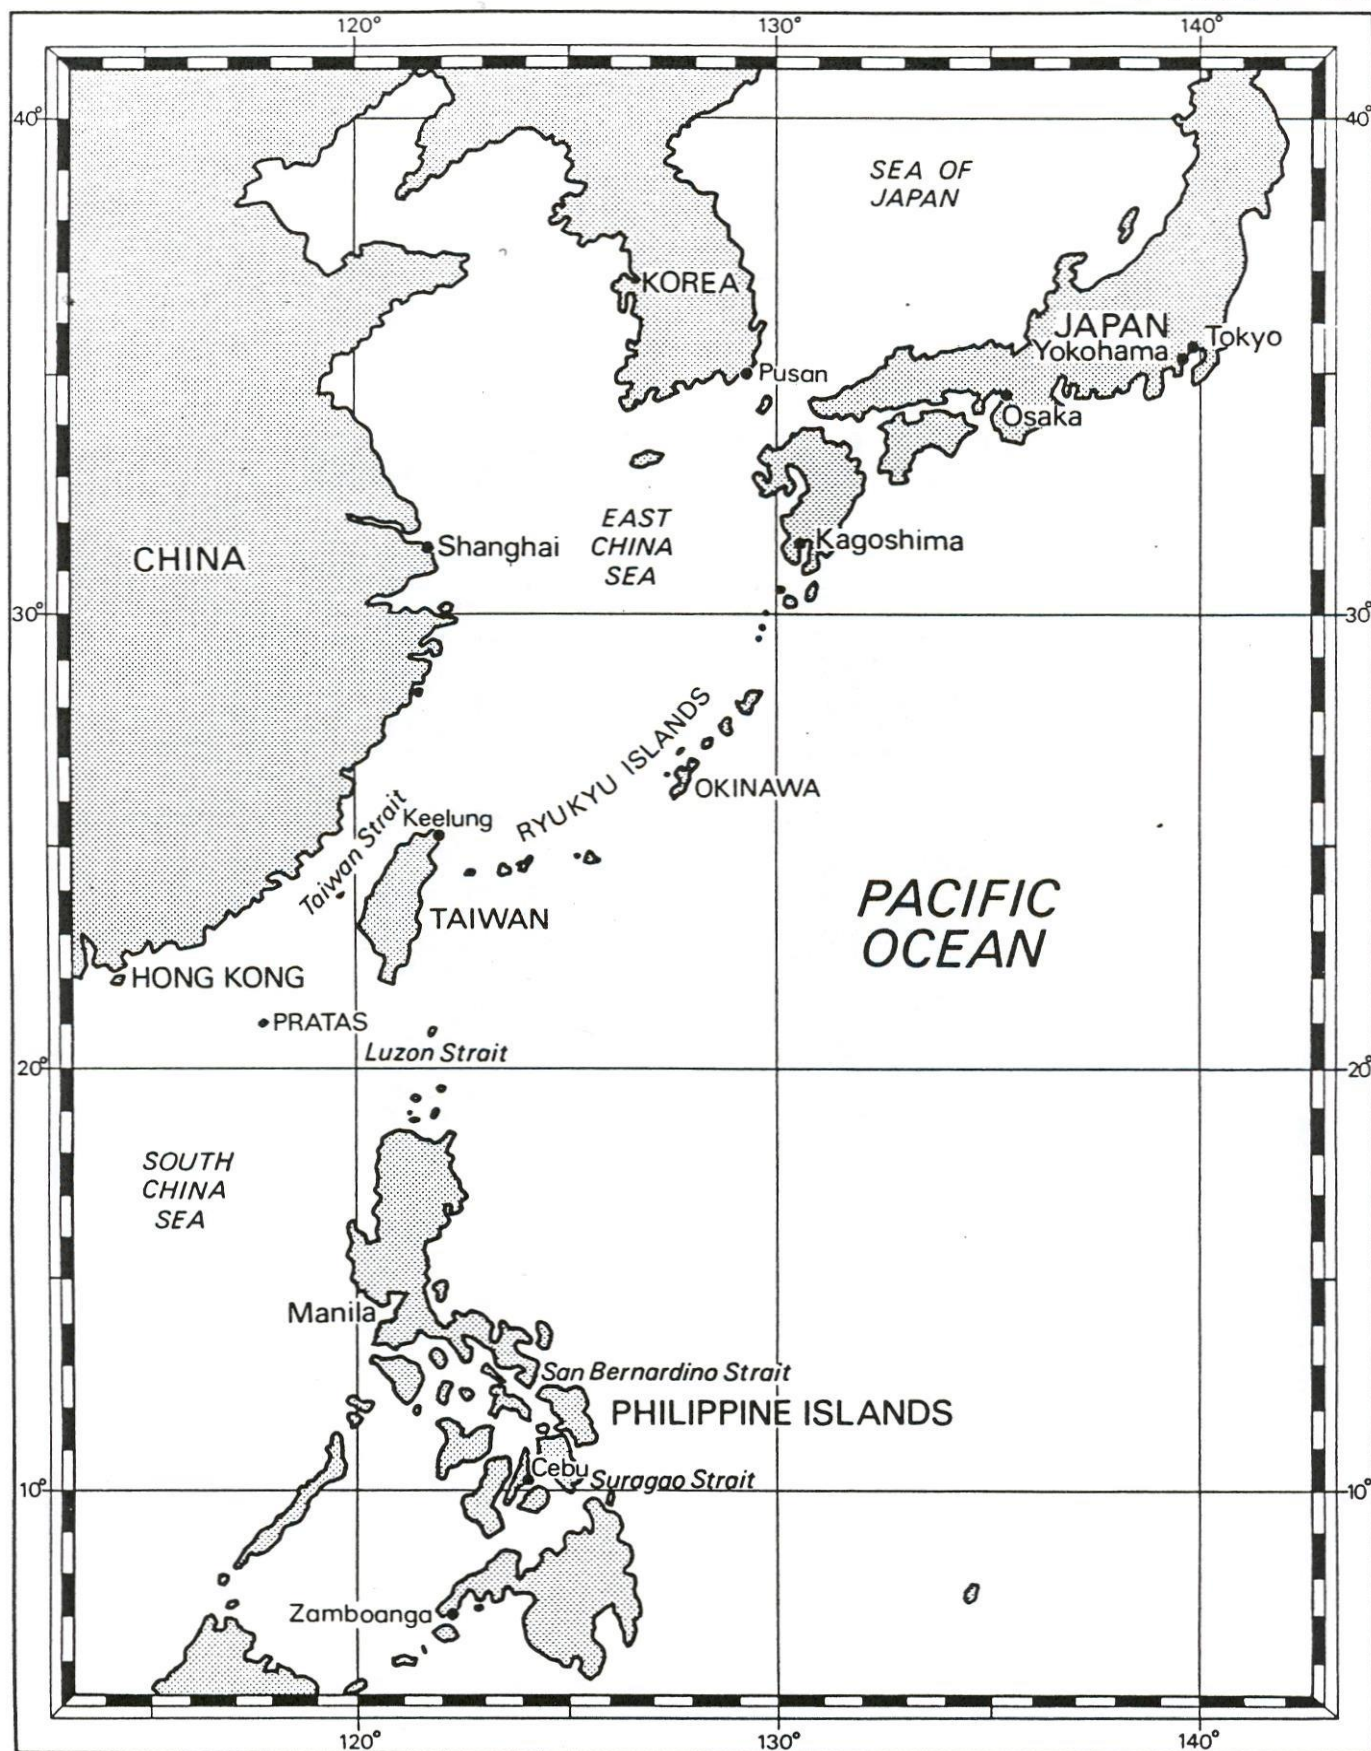 120°
130°
140°
40°
40°
SEA OF
JAPAN
KOREA
JAPAN
Yokohama
Tokyo
Pusan
Osaka
EAST
CHINA
SEA
CHINA
Shanghai
Kagoshima
30°
30°
RYUKYU ISLANDS
OKINAWA
Keelung
Taiwan Strait
TAIWAN
PACIFIC
OCEAN
HONG KONG
PRATAS
Luzon Strait
20°
20°
SOUTH
CHINA
SEA
Manila
San Bernardino Strait
PHILIPPINE ISLANDS
Cebu
Suragao Strait
10°
10°
Zamboanga
120°
130°
140°